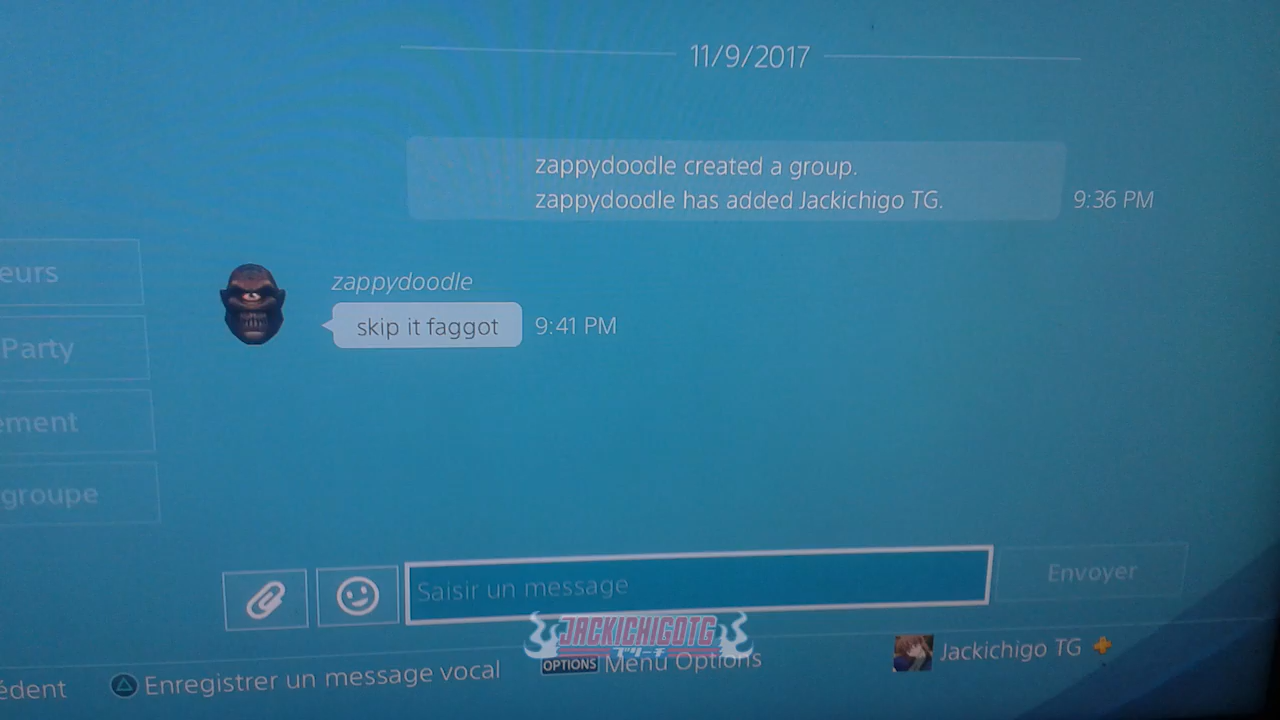 11/9/2017
zappydoodle created a group.
zappydoodle has added Jackichigo TG.
9:36 PM
eurs
zappydoodle
skip it faggot
9:41 PM
Party
ement
groupe
Saisir un message
Envoyer
JACKICHIGOTG
édent
Enregistrer un message vocal
OPTIONS Menu Options
Jackichigo TG